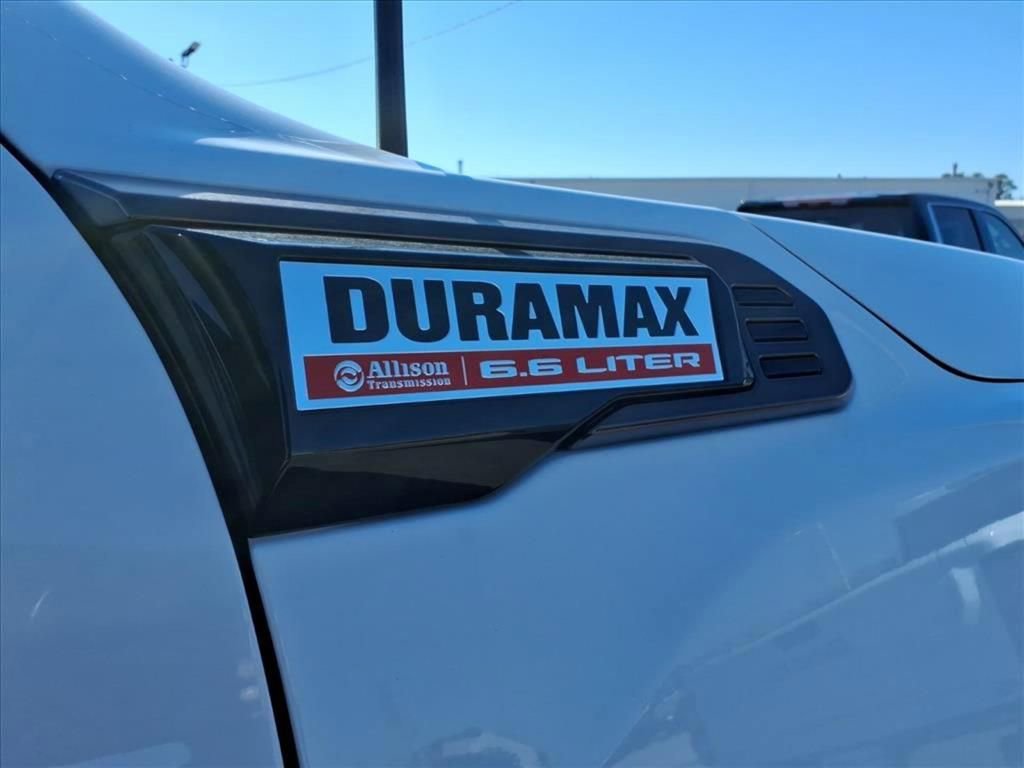 DURAMAX
Allison
Transmission
6.6 LITER